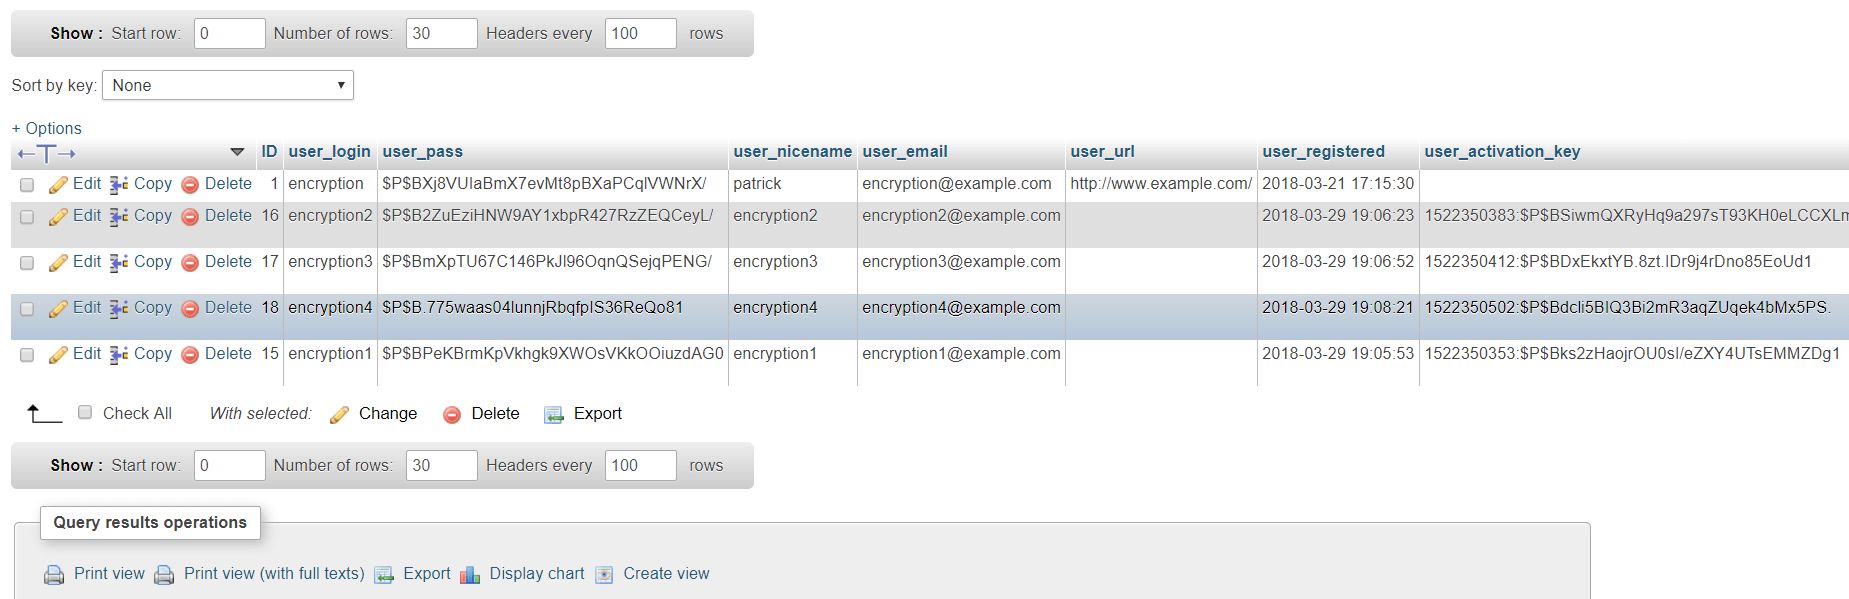 Show : Start row: 0 Number of rows: 30 Headers every 100 rows
Sort by key: None
+ Options
ID user_login user_pass user_nicename user_email user_url user_registered user_activation_key
Edit Copy Delete 1 encryption $P$BXj8VUIaBmX7evMt8pBXaPCqlVWNrX/ patrick encryption@example.com http://www.example.com/ 2018-03-21 17:15:30
Edit Copy Delete 16 encryption2 $P$B2ZuEziHNW9AY1xbpR427RzZEQCeyL/ encryption2 encryption2@example.com 2018-03-29 19:06:23 1522350383:$P$BSiwmQXRyHq9a297sT93KH0eLCCXLm
Edit Copy Delete 17 encryption3 $P$BmXpTU67C146PkJl96OqnQSejqPENG/ encryption3 encryption3@example.com 2018-03-29 19:06:52 1522350412:$P$BDxEkxtYB.8zt.IDr9j4rDno85EoUd1
Edit Copy Delete 18 encryption4 $P$B.775waas04lunnjRbqfpIS36ReQo81 encryption4 encryption4@example.com 2018-03-29 19:08:21 1522350502:$P$Bdcli5BIQ3Bi2mR3aqZUqek4bMx5PS.
Edit Copy Delete 15 encryption1 $P$BPeKBrmKpVkhgk9XWOsVKkOOiuzdAG0 encryption1 encryption1@example.com 2018-03-29 19:05:53 1522350353:$P$Bks2zHaojrOU0sI/eZXY4UTsEMMZDg1
Check All With selected: Change Delete Export
Show : Start row: 0 Number of rows: 30 Headers every 100 rows
Query results operations
Print view Print view (with full texts) Export Display chart Create view